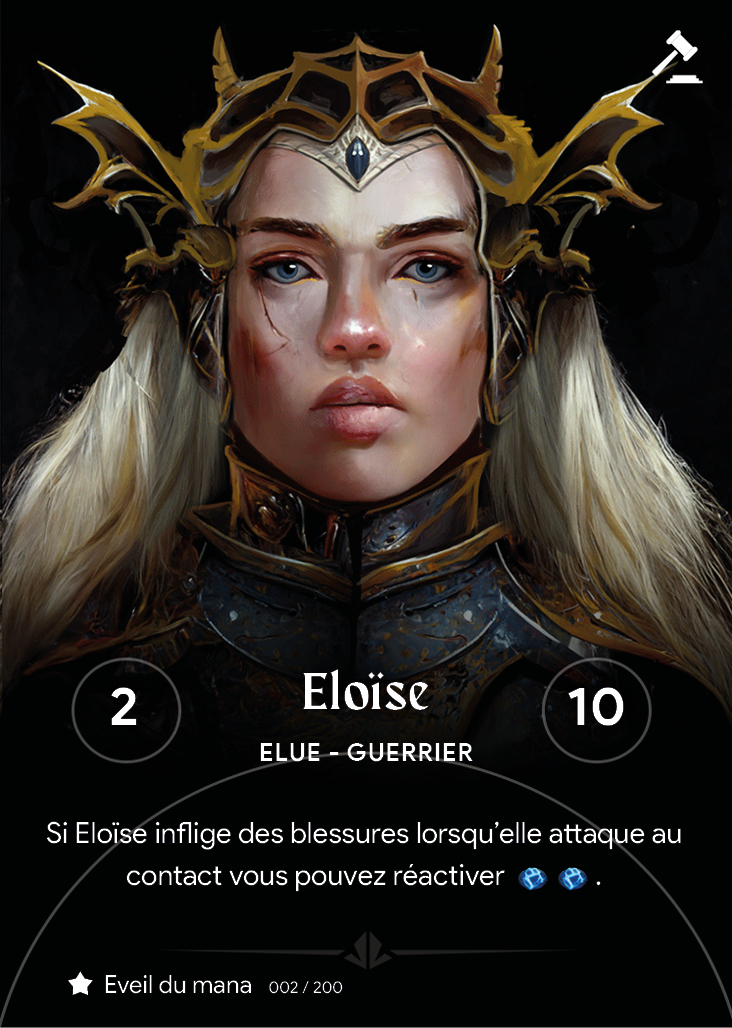 2
Eloïse
10
ELUE - GUERRIER
Si Eloïse inflige des blessures lorsqu’elle attaque au
contact vous pouvez réactiver .
Eveil du mana 002 / 200